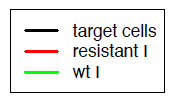 target cells
resistant I
wt I